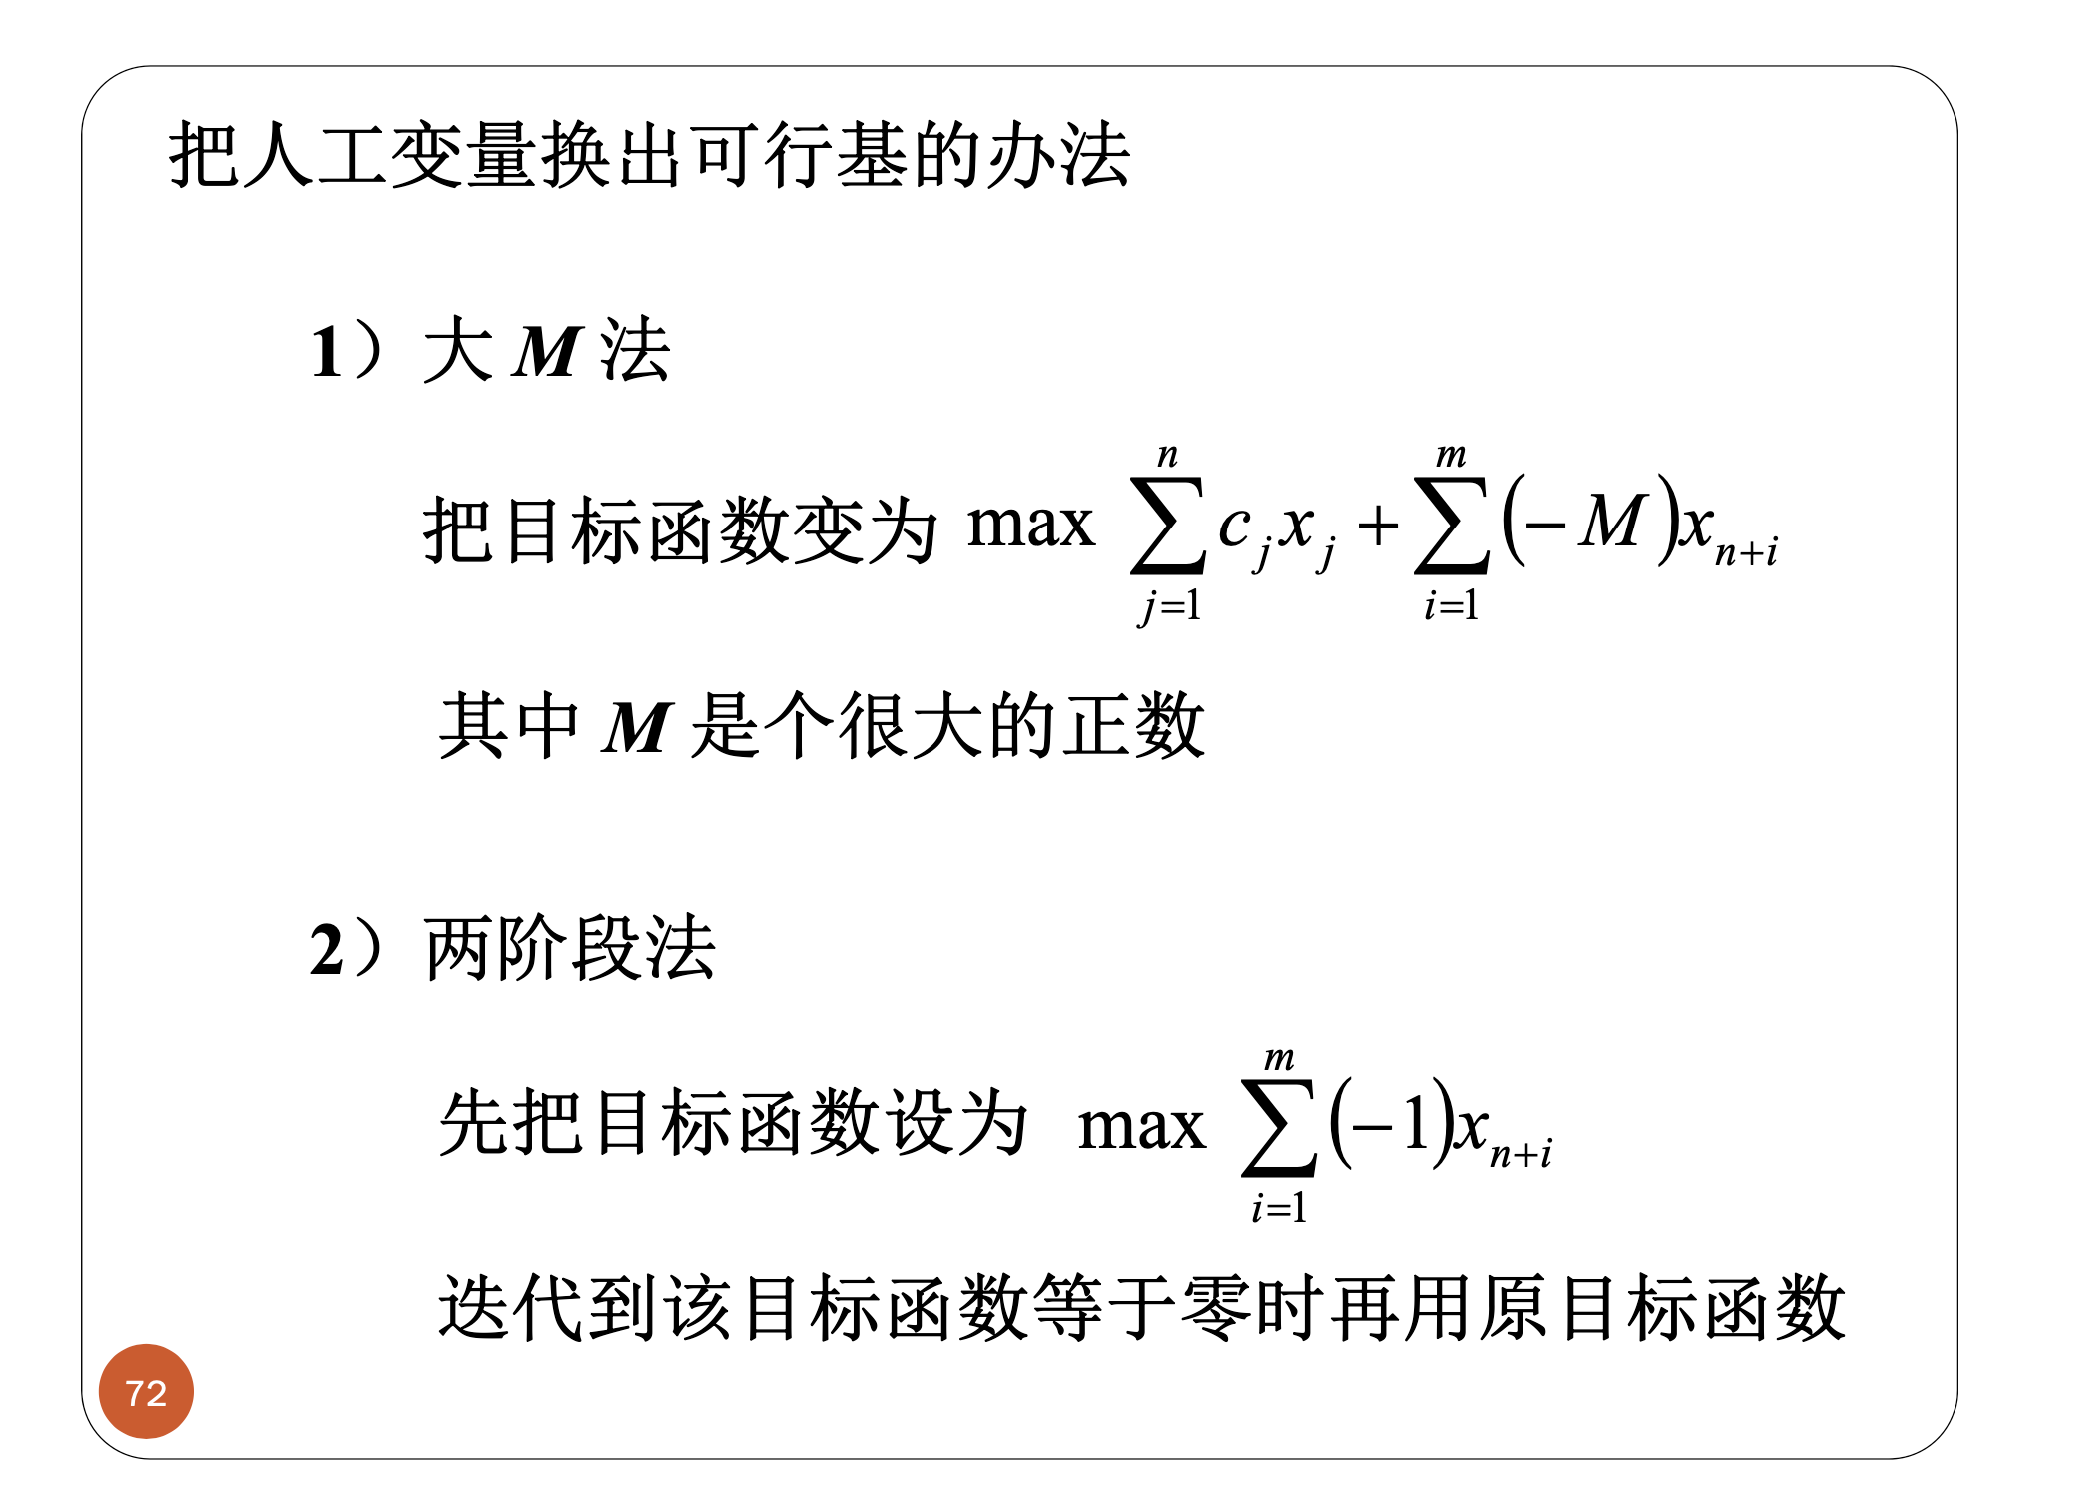 把人工变量换出可行基的办法
1）大 M 法
把目标函数变为 max ∑_{j=1}^{n} c_j x_j + ∑_{i=1}^{m} (−M) x_{n+i}
其中 M 是个很大的正数
2）两阶段法
先把目标函数设为 max ∑_{i=1}^{m} (−1) x_{n+i}
迭代到该目标函数等于零时再用原目标函数
72